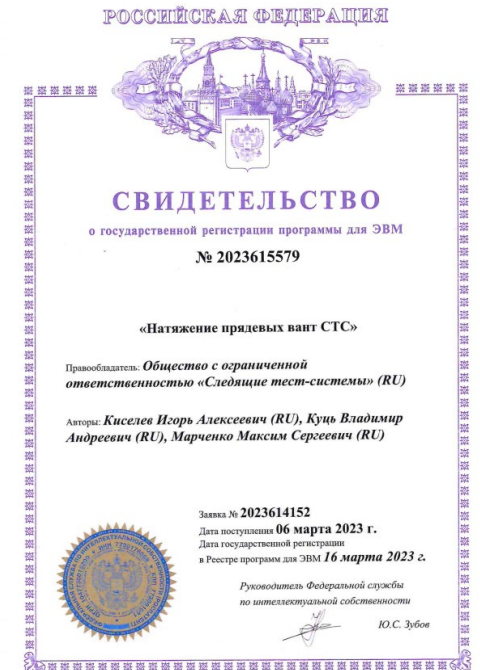 РОССИЙСКАЯ ФЕДЕРАЦИЯ
СВИДЕТЕЛЬСТВО
о государственной регистрации программы для ЭВМ
№ 2023615579
«Натяжение прядевых вант СТС»
Правообладатель: Общество с ограниченной
ответственностью «Следящие тест-системы» (RU)
Авторы: Киселев Игорь Алексеевич (RU), Куць Владимир
Андреевич (RU), Марченко Максим Сергеевич (RU)
Заявка № 2023614152
Дата поступления 06 марта 2023 г.
Дата государственной регистрации
в Реестре программ для ЭВМ 16 марта 2023 г.
Руководитель Федеральной службы
по интеллектуальной собственности
Ю.С. Зубов